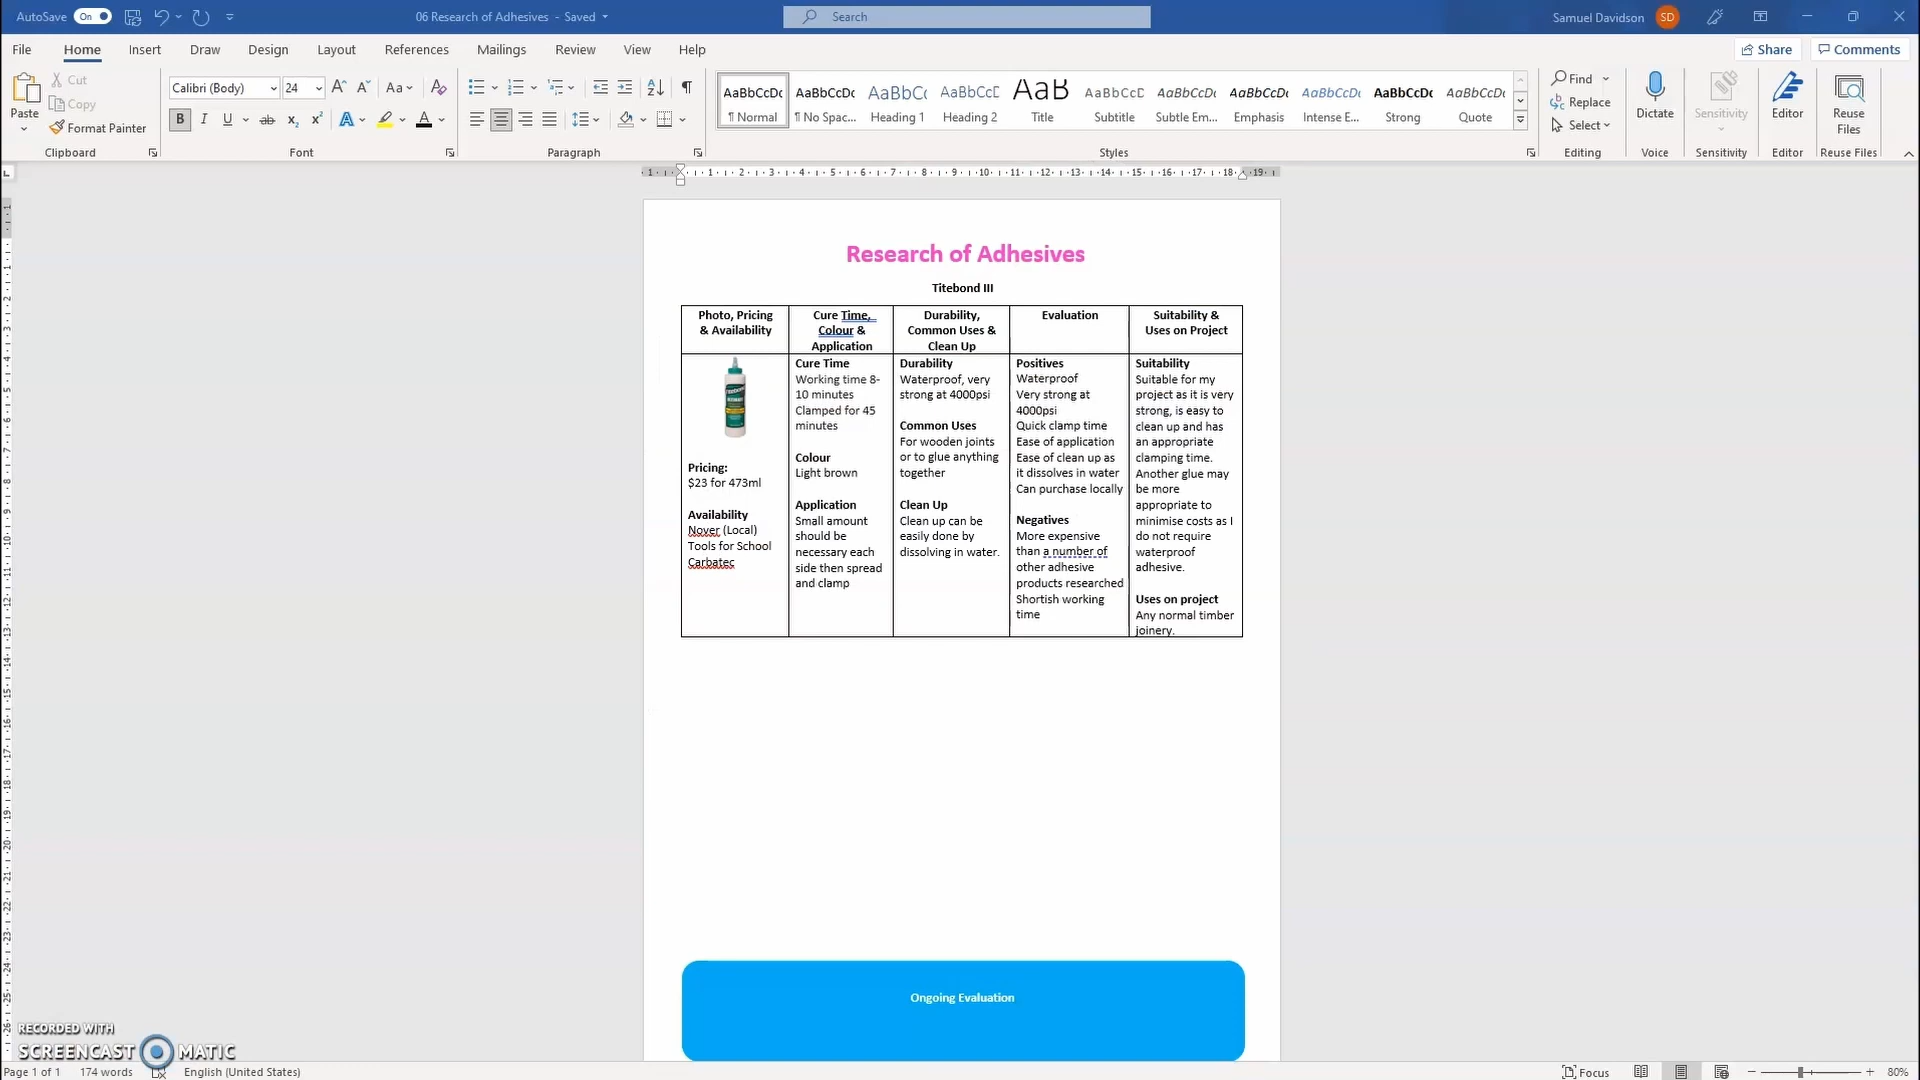 AutoSave On 06 Research of Adhesives - Saved Search Samuel Davidson SD
File Home Insert Draw Design Layout References Mailings Review View Help Share Comments
Paste
Cut
Copy
Format Painter
Clipboard
Calibri (Body) 24
Font
Paragraph
AaBbCcDc AaBbCcDc AaBbCc AaBbCcD AaB AaBbCcD AaBbCcDc AaBbCcDc AaBbCcDc AaBbCcDc AaBbCcDc
¶ Normal ¶ No Spac... Heading 1 Heading 2 Title Subtitle Subtle Em... Emphasis Intense E... Strong Quote
Styles
Find
Replace
Select
Editing
Dictate
Voice
Sensitivity
Sensitivity
Editor
Editor
Reuse
Files
Reuse Files
Research of Adhesives
Titebond III
Photo, Pricing
& Availability
Cure Time,
Colour &
Application
Durability,
Common Uses &
Clean Up
Evaluation
Suitability &
Uses on Project
Pricing:
$23 for 473ml
Availability
Nover (Local)
Tools for School
Carbatec
Cure Time
Working time 8-
10 minutes
Clamped for 45
minutes
Colour
Light brown
Application
Small amount
should be
necessary each
side then spread
and clamp
Durability
Waterproof, very
strong at 4000psi
Common Uses
For wooden joints
or to glue anything
together
Clean Up
Clean up can be
easily done by
dissolving in water.
Positives
Waterproof
Very strong at
4000psi
Quick clamp time
Ease of application
Ease of clean up as
it dissolves in water
Can purchase locally
Negatives
More expensive
than a number of
other adhesive
products researched
Shortish working
time
Suitability
Suitable for my
project as it is very
strong, is easy to
clean up and has
an appropriate
clamping time.
Another glue may
be more
appropriate to
minimise costs as I
do not require
waterproof
adhesive.
Uses on project
Any normal timber
joinery.
Ongoing Evaluation
RECORDED WITH
SCREENCAST MATIC
Page 1 of 1 174 words English (United States) Focus 80%